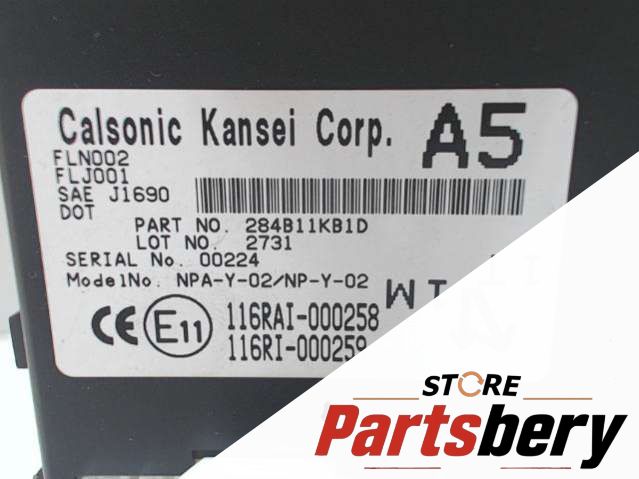 Calsonic Kansei Corp. A5
FLN002
FLJ001
SAE J1690
DOT
PART NO. 284B11KB1D
LOT NO. 2731
SERIAL No. 00224
ModelNo. NPA-Y-02/NP-Y-02
CE E11 116RAI-000258
116RI-000259
STORE
Partsbery